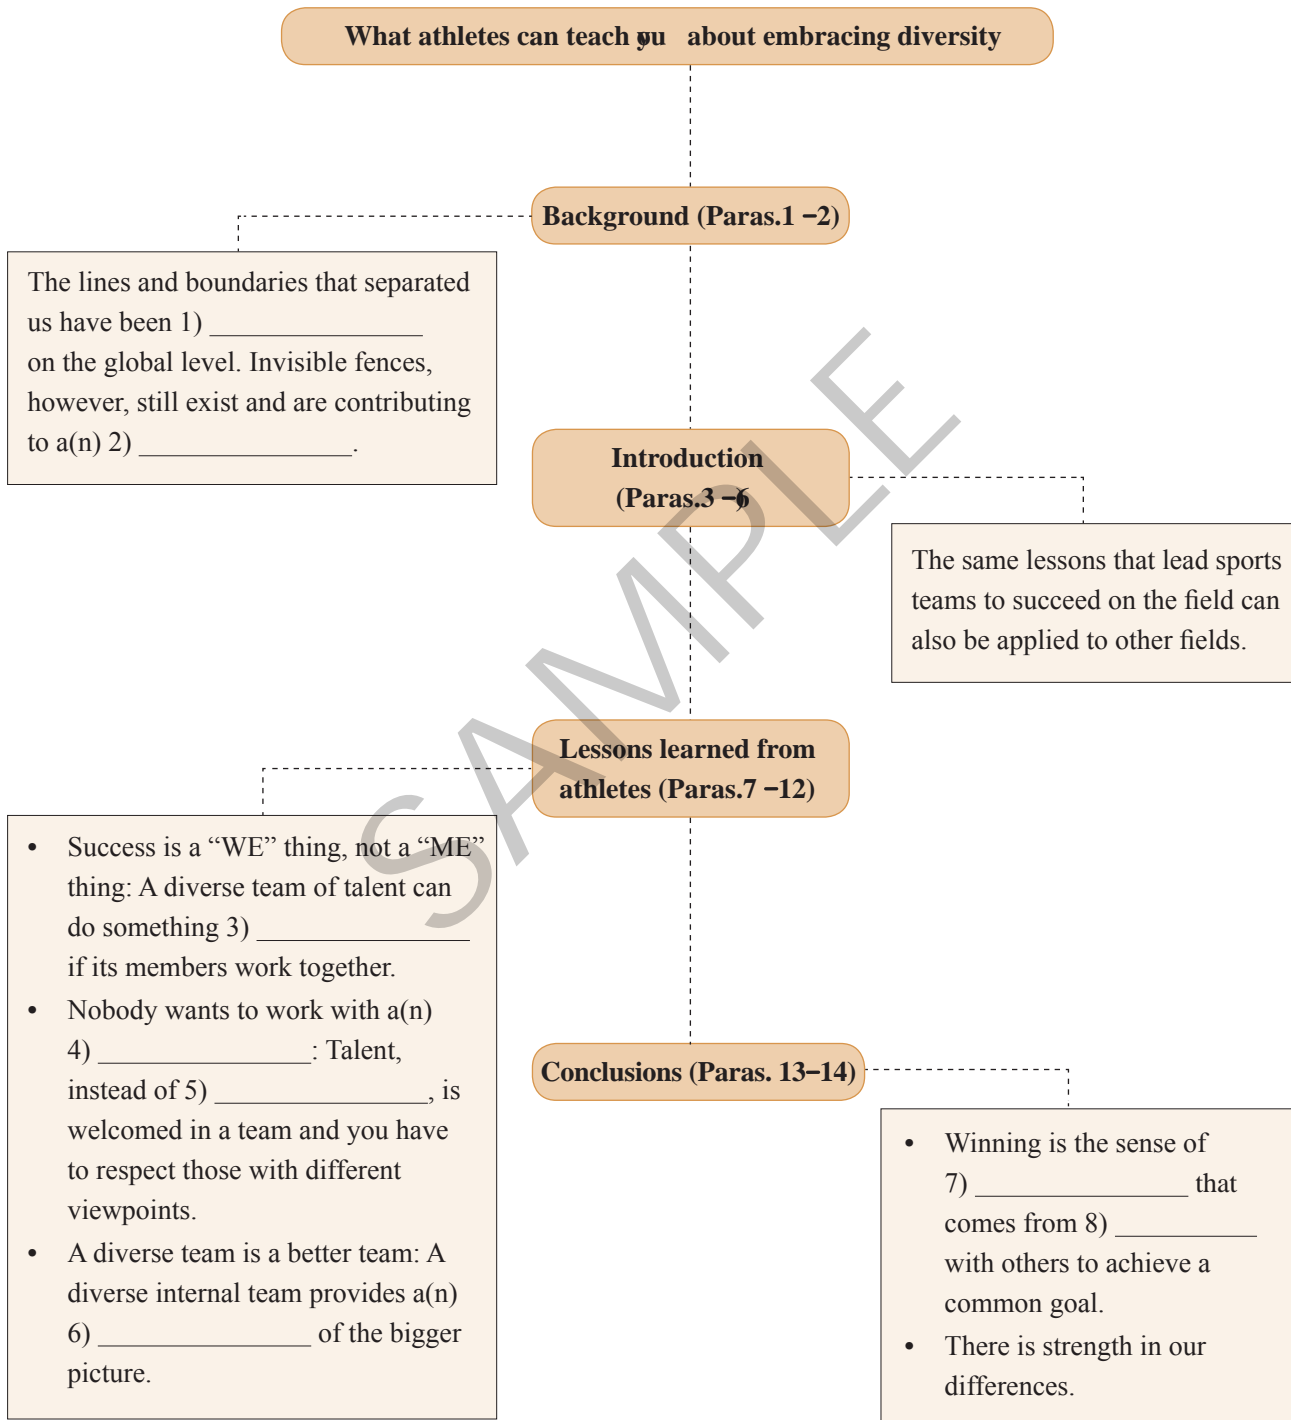 What athletes can teach you about embracing diversity
Background (Paras.1 –2)
The lines and boundaries that separated
us have been 1) _______________
on the global level. Invisible fences,
however, still exist and are contributing
to a(n) 2) _______________.
Introduction
(Paras.3 –6)
The same lessons that lead sports
teams to succeed on the field can
also be applied to other fields.
Lessons learned from
athletes (Paras.7 –12)
• Success is a “WE” thing, not a “ME”
thing: A diverse team of talent can
do something 3) _______________
if its members work together.
• Nobody wants to work with a(n)
4) _______________: Talent,
instead of 5) _______________, is
welcomed in a team and you have
to respect those with different
viewpoints.
• A diverse team is a better team: A
diverse internal team provides a(n)
6) _______________ of the bigger
picture.
Conclusions (Paras. 13–14)
• Winning is the sense of
7) _______________ that
comes from 8) __________
with others to achieve a
common goal.
• There is strength in our
differences.
SAMPLE